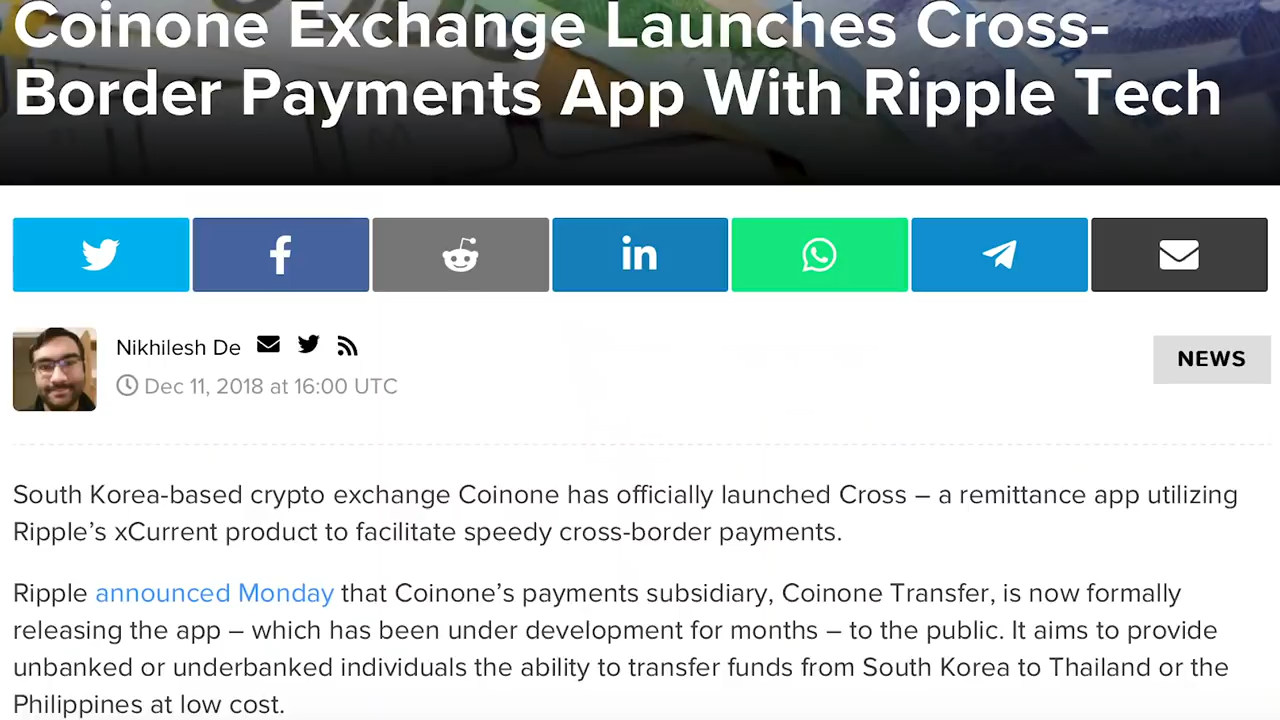 Coinone Exchange Launches Cross-
Border Payments App With Ripple Tech
in
Nikhilesh De
Dec 11, 2018 at 16:00 UTC
NEWS
South Korea-based crypto exchange Coinone has officially launched Cross – a remittance app utilizing
Ripple’s xCurrent product to facilitate speedy cross-border payments.
Ripple announced Monday that Coinone’s payments subsidiary, Coinone Transfer, is now formally
releasing the app – which has been under development for months – to the public. It aims to provide
unbanked or underbanked individuals the ability to transfer funds from South Korea to Thailand or the
Philippines at low cost.